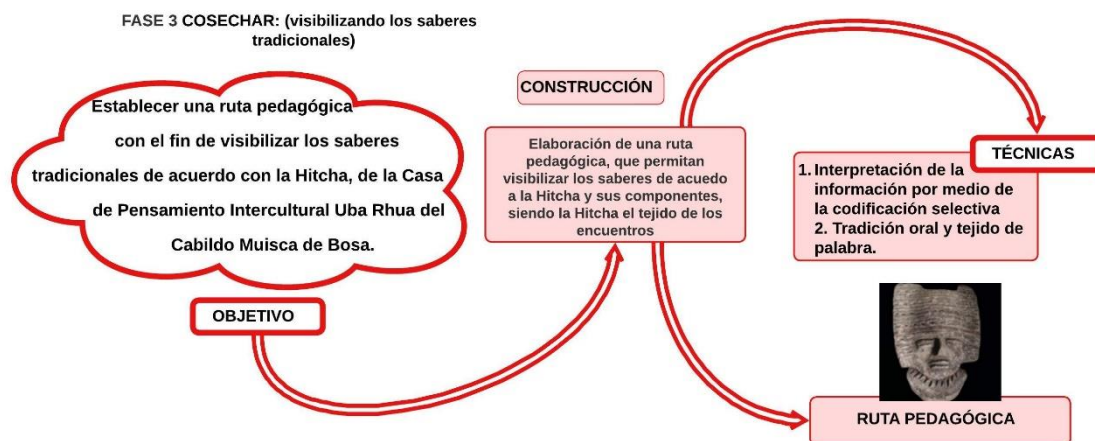 FASE 3 COSECHAR: (visibilizando los saberes
tradicionales)
Establecer una ruta pedagógica
con el fin de visibilizar los saberes
tradicionales de acuerdo con la Hitcha, de la Casa
de Pensamiento Intercultural Uba Rhua del
Cabildo Muisca de Bosa.
OBJETIVO
CONSTRUCCIÓN
Elaboración de una ruta
pedagógica, que permitan
visibilizar los saberes de acuedo
a la Hitcha y sus componentes,
siendo la Hitcha el tejido de los
encuentros
TÉCNICAS
1. Interpretación de la
información por medio de
la codificación selectiva
2. Tradición oral y tejido de
palabra.
RUTA PEDAGÓGICA